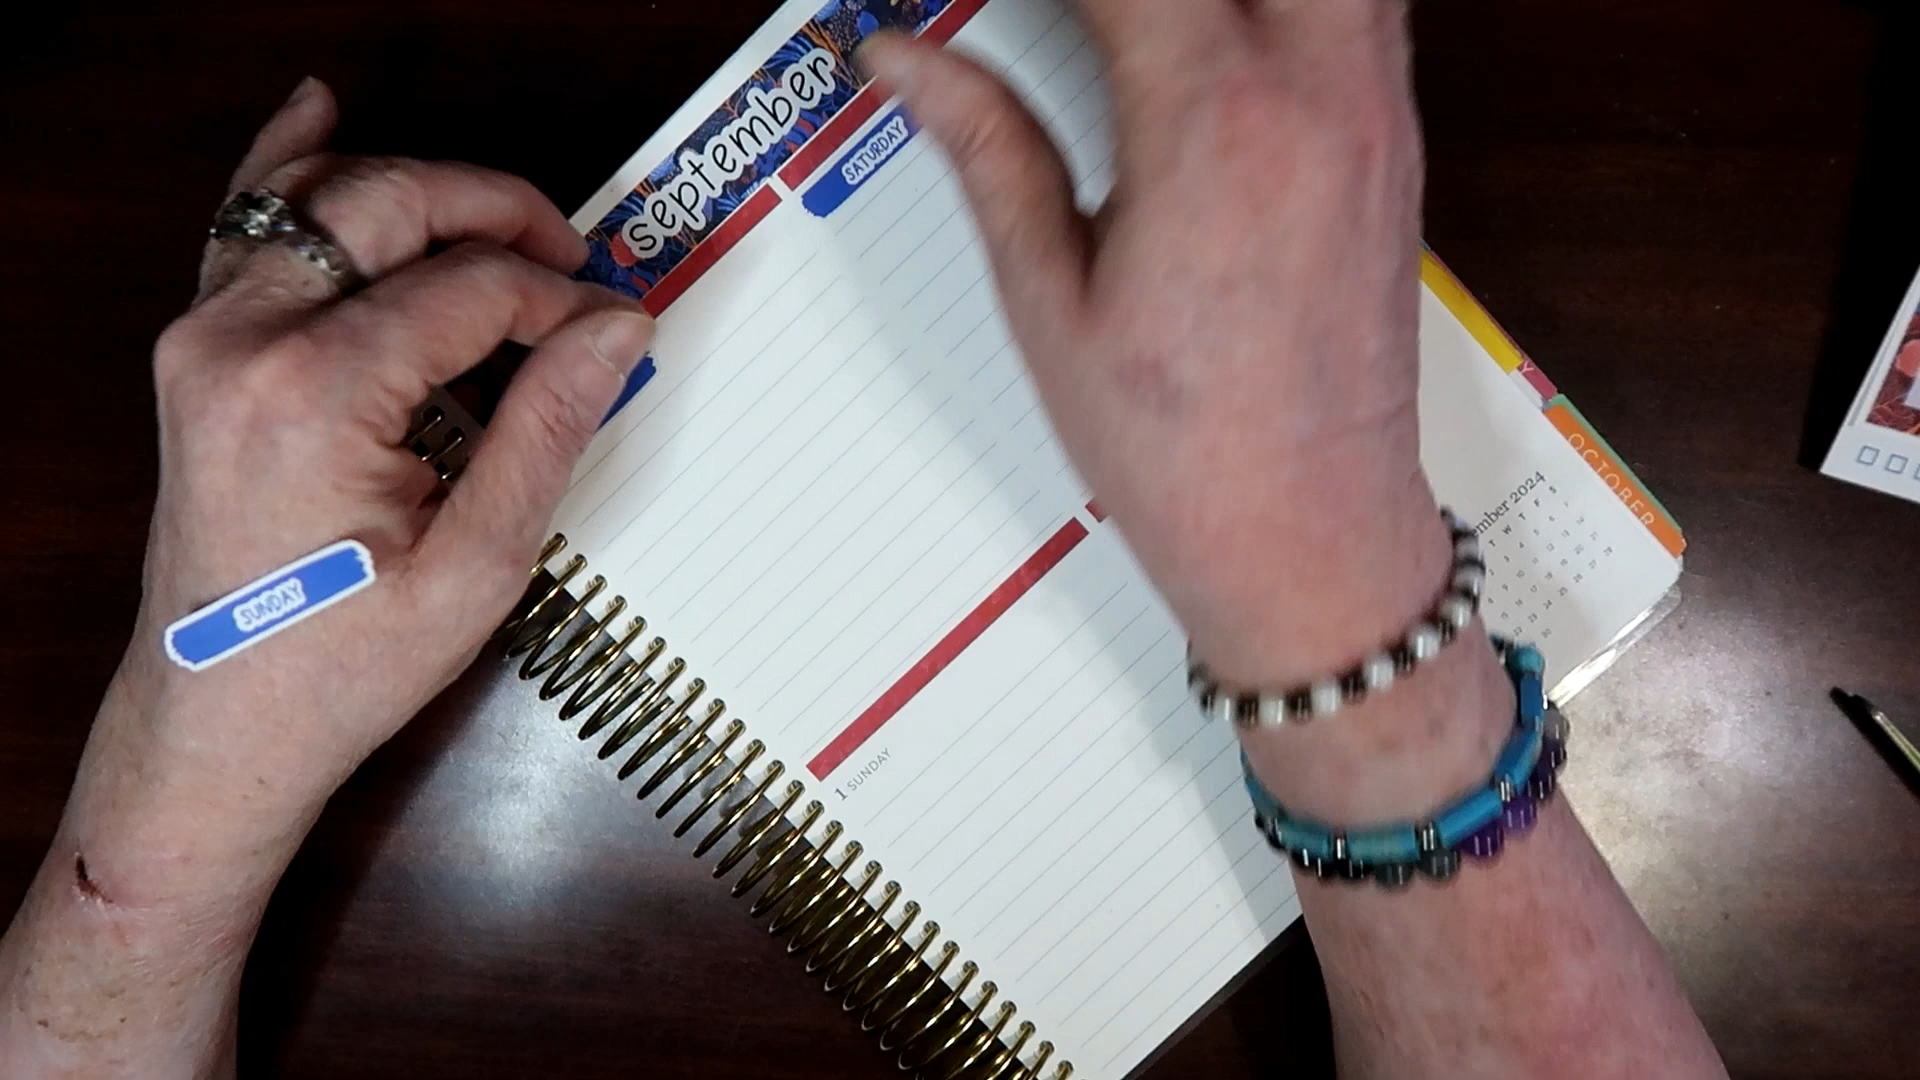 september
SATURDAY
SUNDAY
1 SUNDAY
OCTOBER
ember 2024